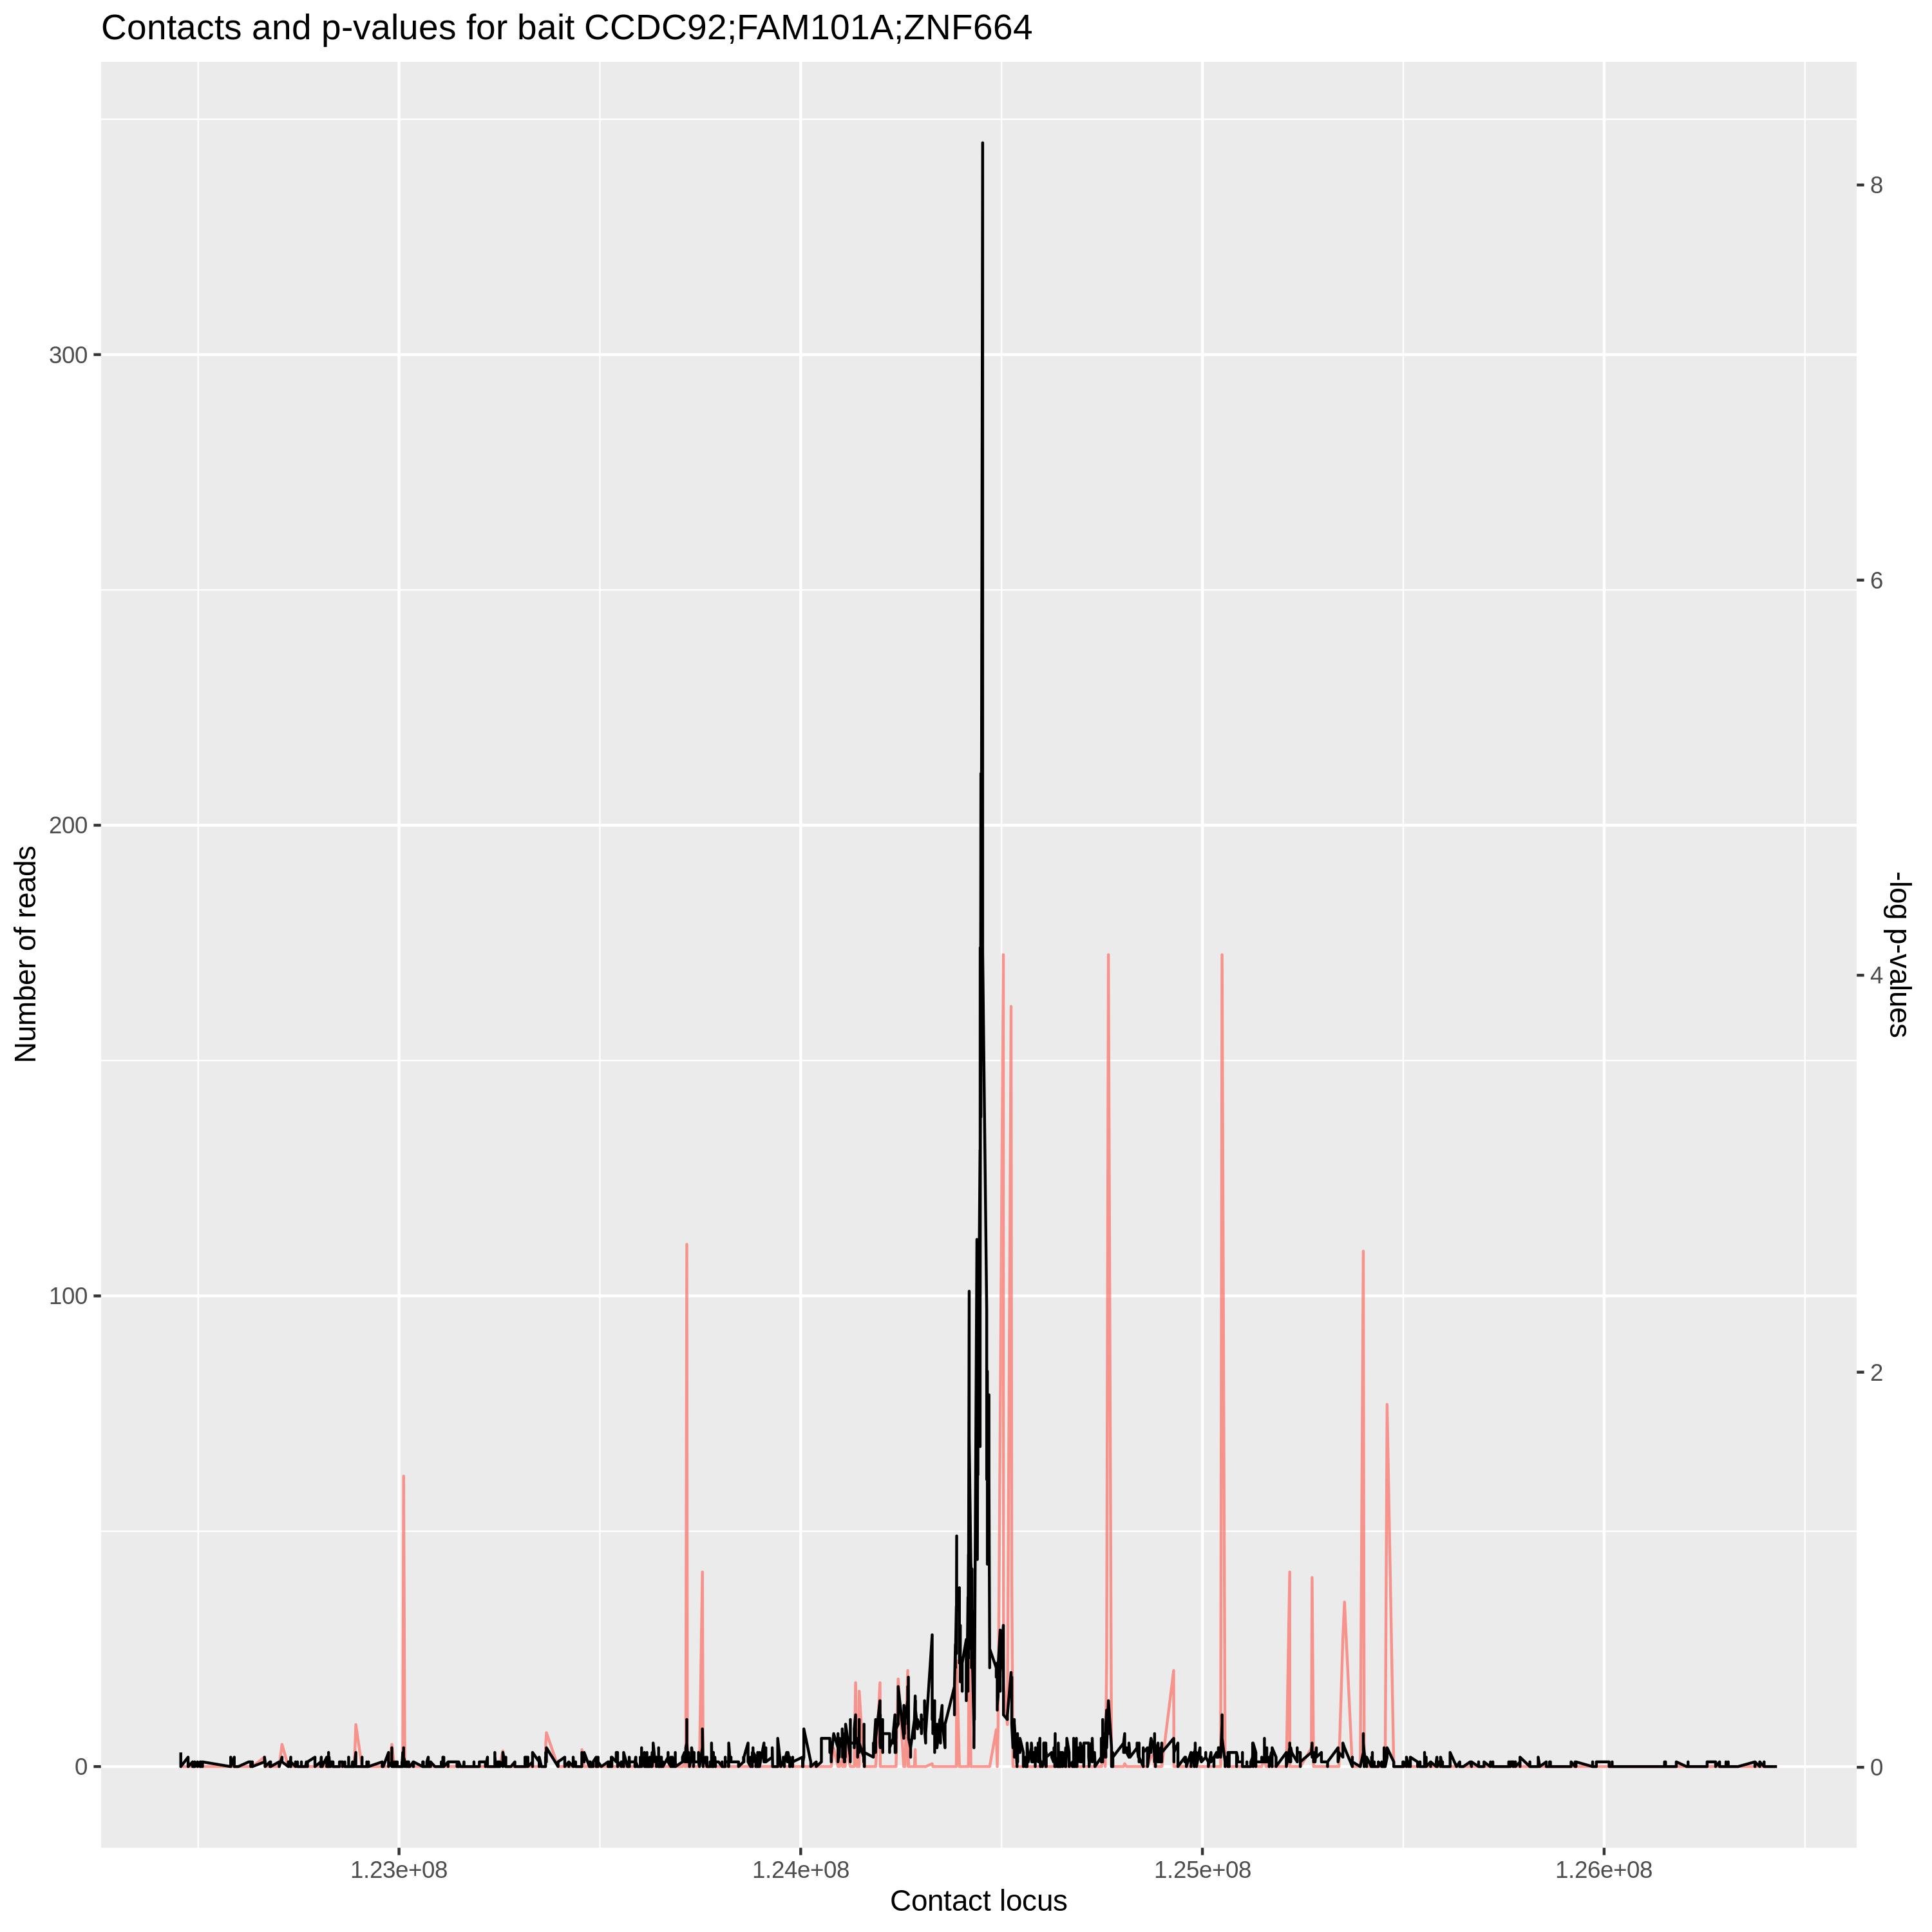 Contacts and p-values for bait CCDC92;FAM101A;ZNF664
Number of reads
300
200
100
0
8
6
4
2
0
-log p-values
1.23e+08
1.24e+08
1.25e+08
1.26e+08
Contact locus